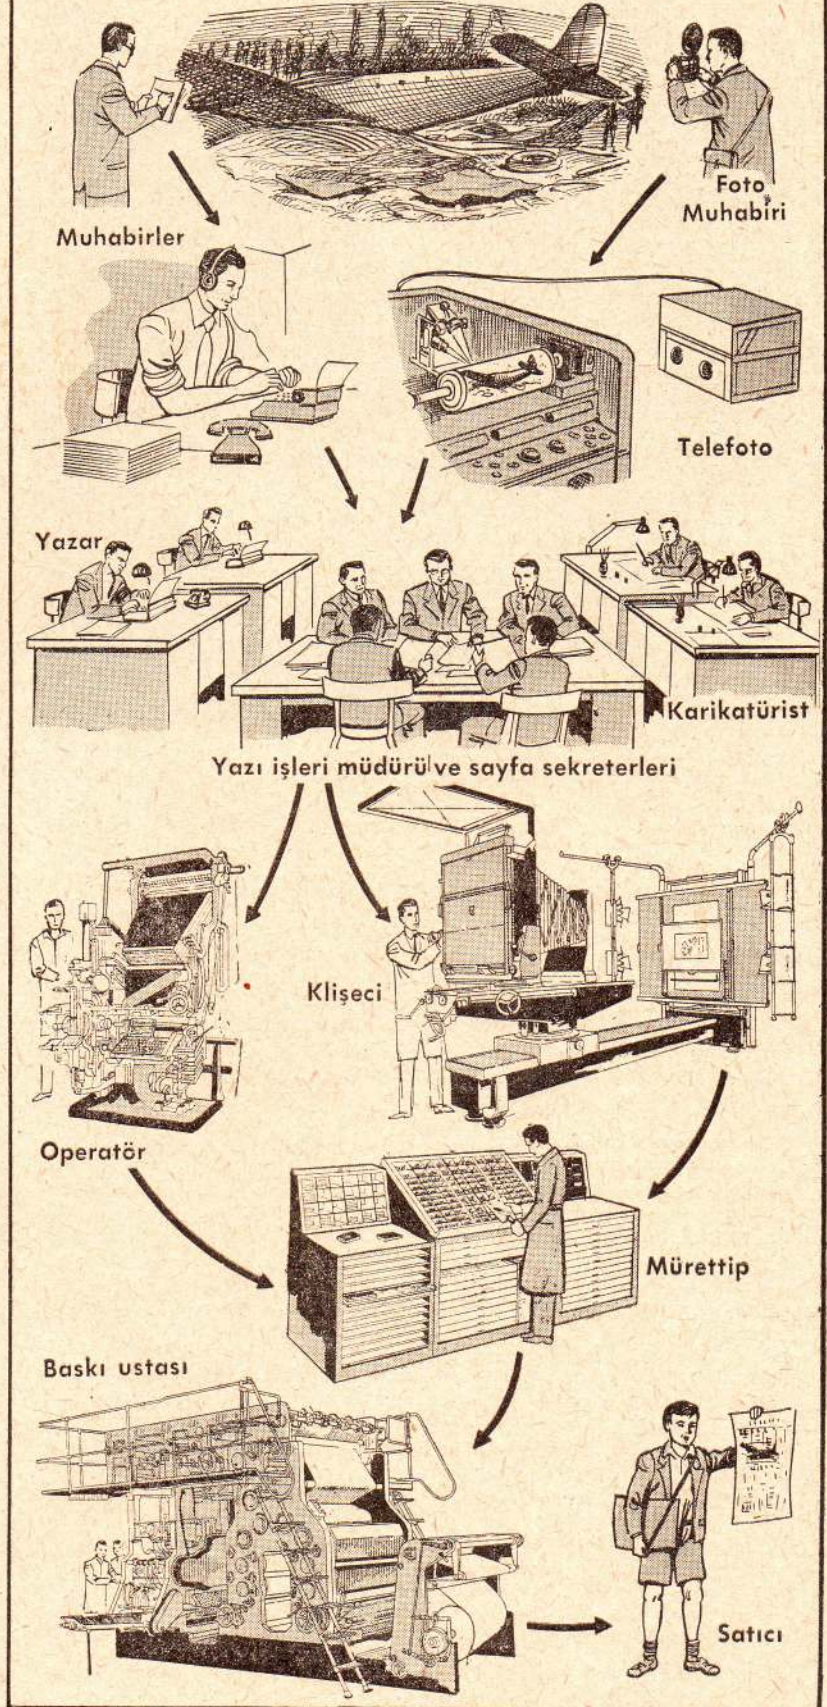 Foto
Muhabiri
Muhabirler
Telefoto
Yazar
Karikatürist
Yazı işleri müdürü ve sayfa sekreterleri
Klişeci
Operatör
Mürettip
Baskı ustası
Satıcı